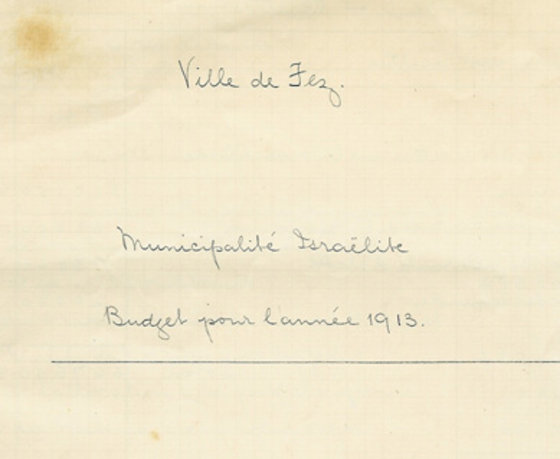 Ville de Fez.
Municipalité Israëlite
Budget pour l'année 1913.